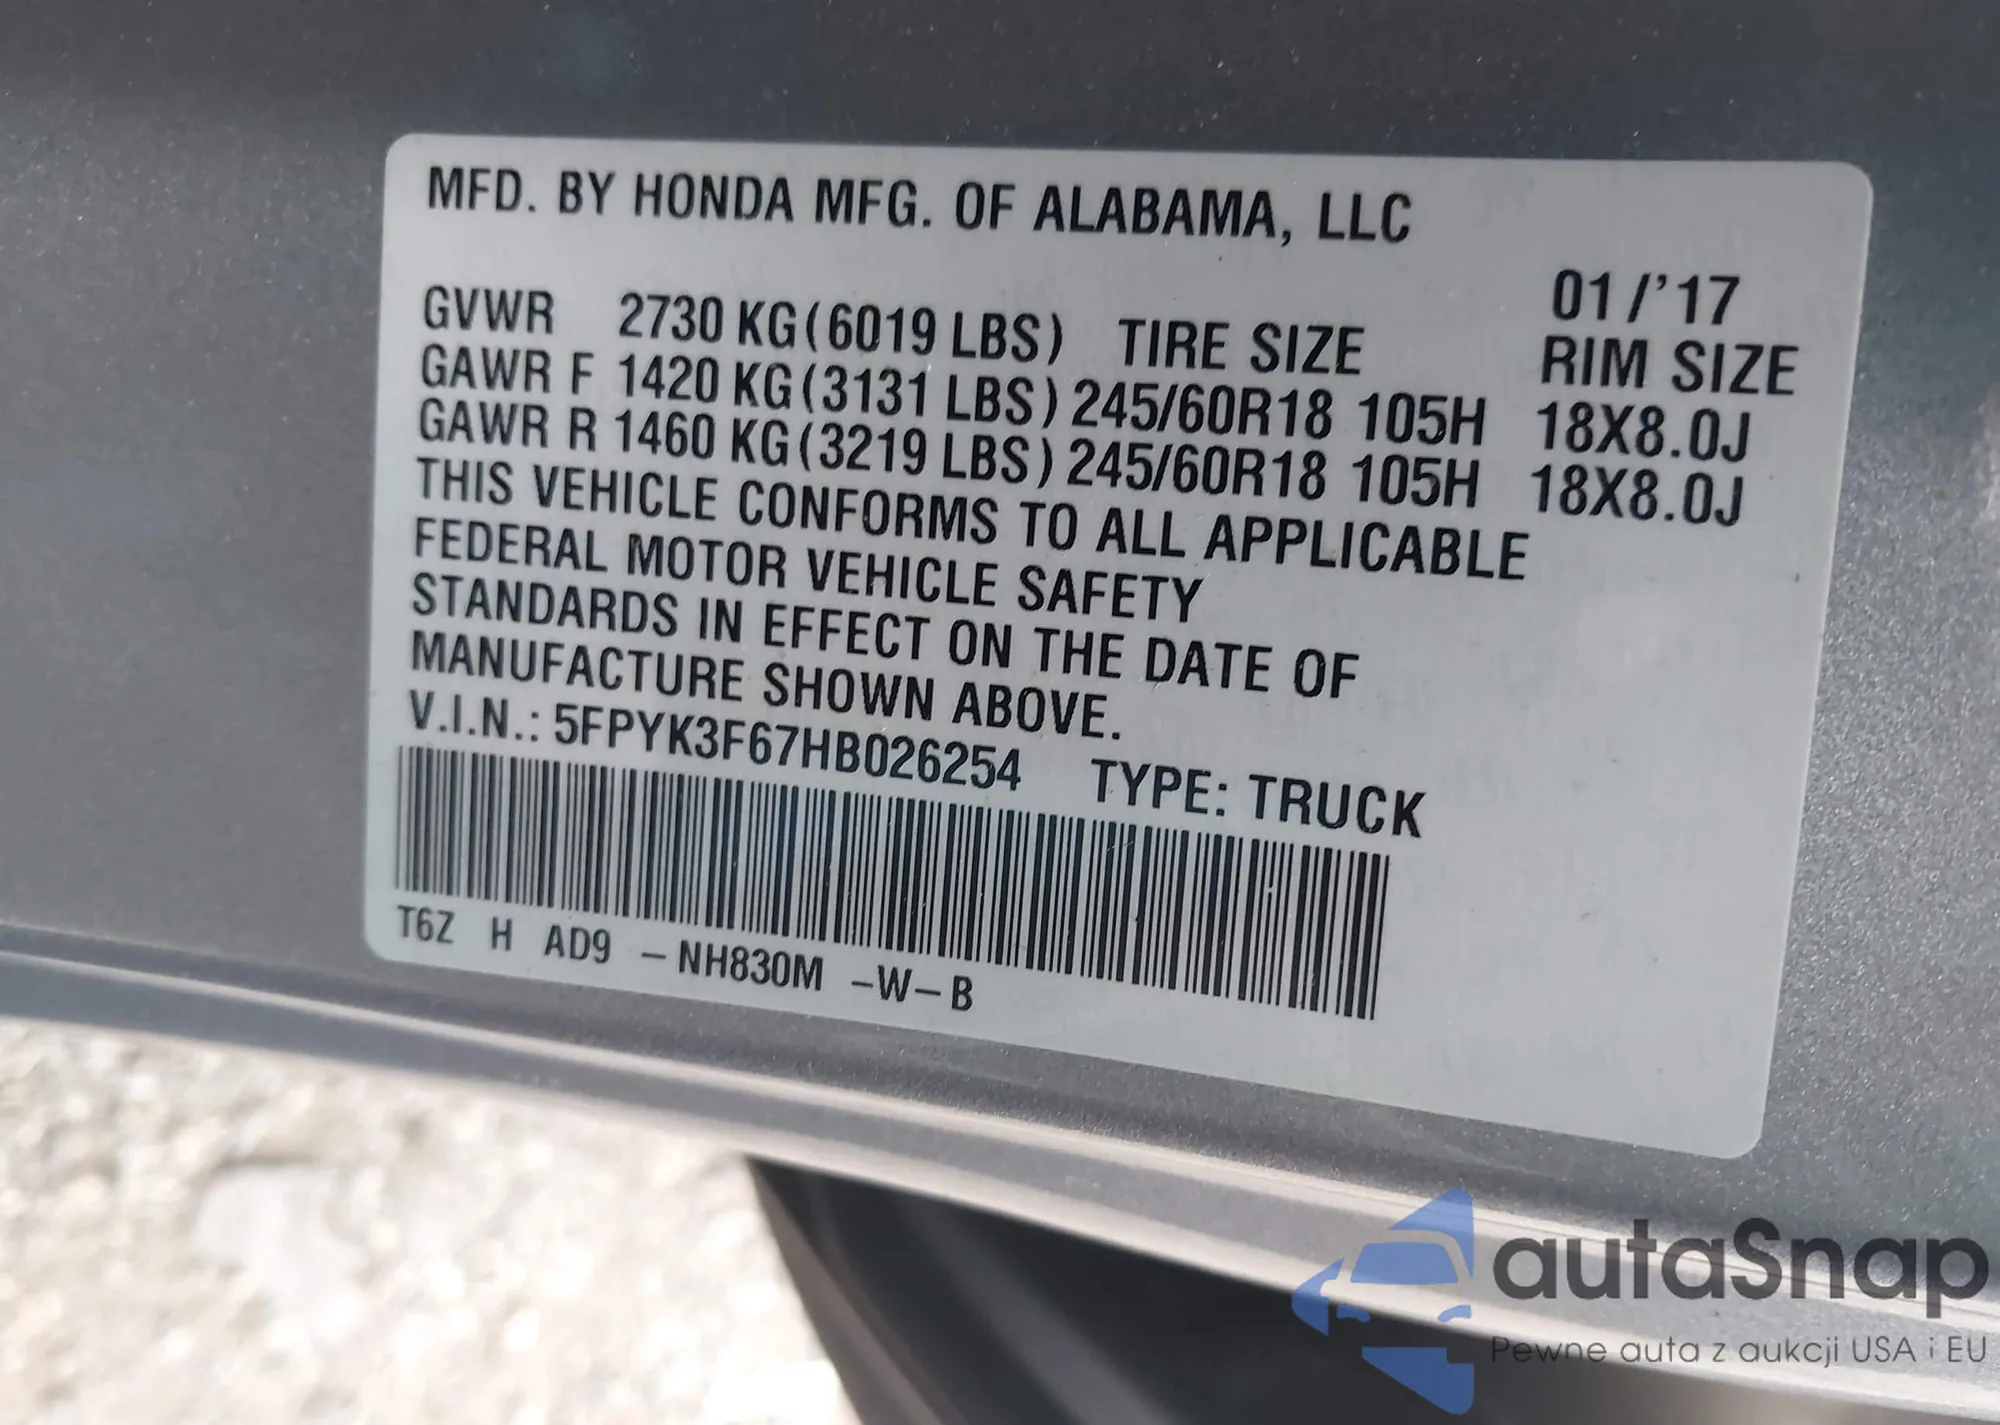 MFD. BY HONDA MFG. OF ALABAMA, LLC
01/'17
GVWR 2730 KG(6019 LBS) TIRE SIZE RIM SIZE
GAWR F 1420 KG(3131 LBS) 245/60R18 105H 18X8.0J
GAWR R 1460 KG(3219 LBS) 245/60R18 105H 18X8.0J
THIS VEHICLE CONFORMS TO ALL APPLICABLE
FEDERAL MOTOR VEHICLE SAFETY
STANDARDS IN EFFECT ON THE DATE OF
MANUFACTURE SHOWN ABOVE.
V.I.N.: 5FPYK3F67HB026254 TYPE: TRUCK
T6Z H AD9 -NH830M -W-B
autaSnap
Pewne auta z aukcji USA i EU